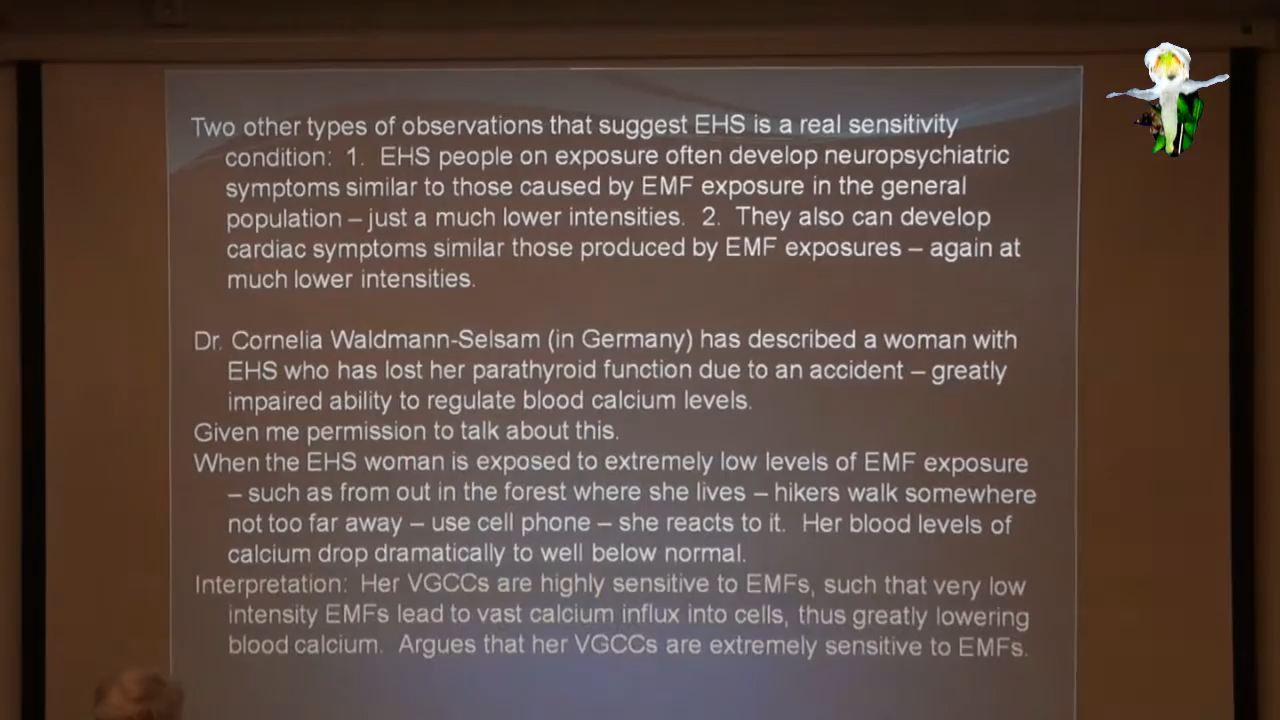 Two other types of observations that suggest EHS is a real sensitivity
condition: 1. EHS people on exposure often develop neuropsychiatric
symptoms similar to those caused by EMF exposure in the general
population – just a much lower intensities. 2. They also can develop
cardiac symptoms similar those produced by EMF exposures – again at
much lower intensities.
Dr. Cornelia Waldmann-Selsam (in Germany) has described a woman with
EHS who has lost her parathyroid function due to an accident – greatly
impaired ability to regulate blood calcium levels.
Given me permission to talk about this.
When the EHS woman is exposed to extremely low levels of EMF exposure
– such as from out in the forest where she lives – hikers walk somewhere
not too far away – use cell phone – she reacts to it. Her blood levels of
calcium drop dramatically to well below normal.
Interpretation: Her VGCCs are highly sensitive to EMFs, such that very low
intensity EMFs lead to vast calcium influx into cells, thus greatly lowering
blood calcium. Argues that her VGCCs are extremely sensitive to EMFs.